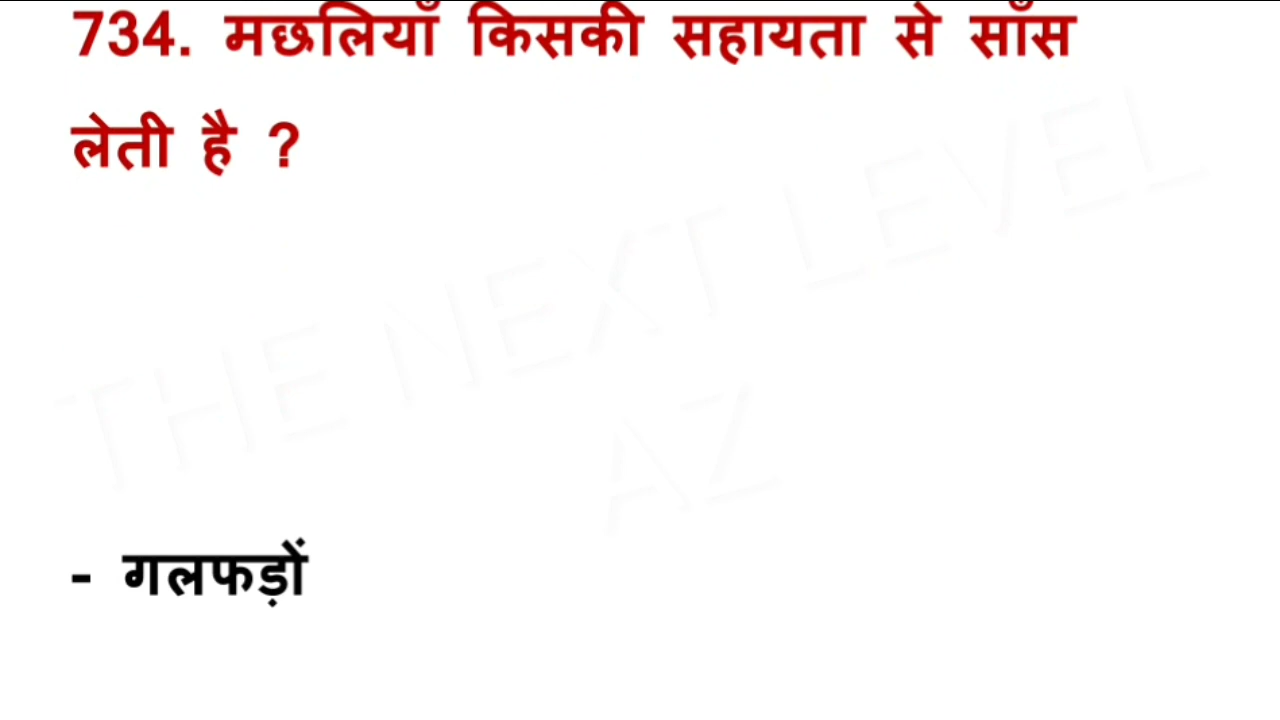 734. मछलियाँ किसकी सहायता से साँस
लेती है ?
THE NEXT LEVEL
AZ
- गलफड़ों